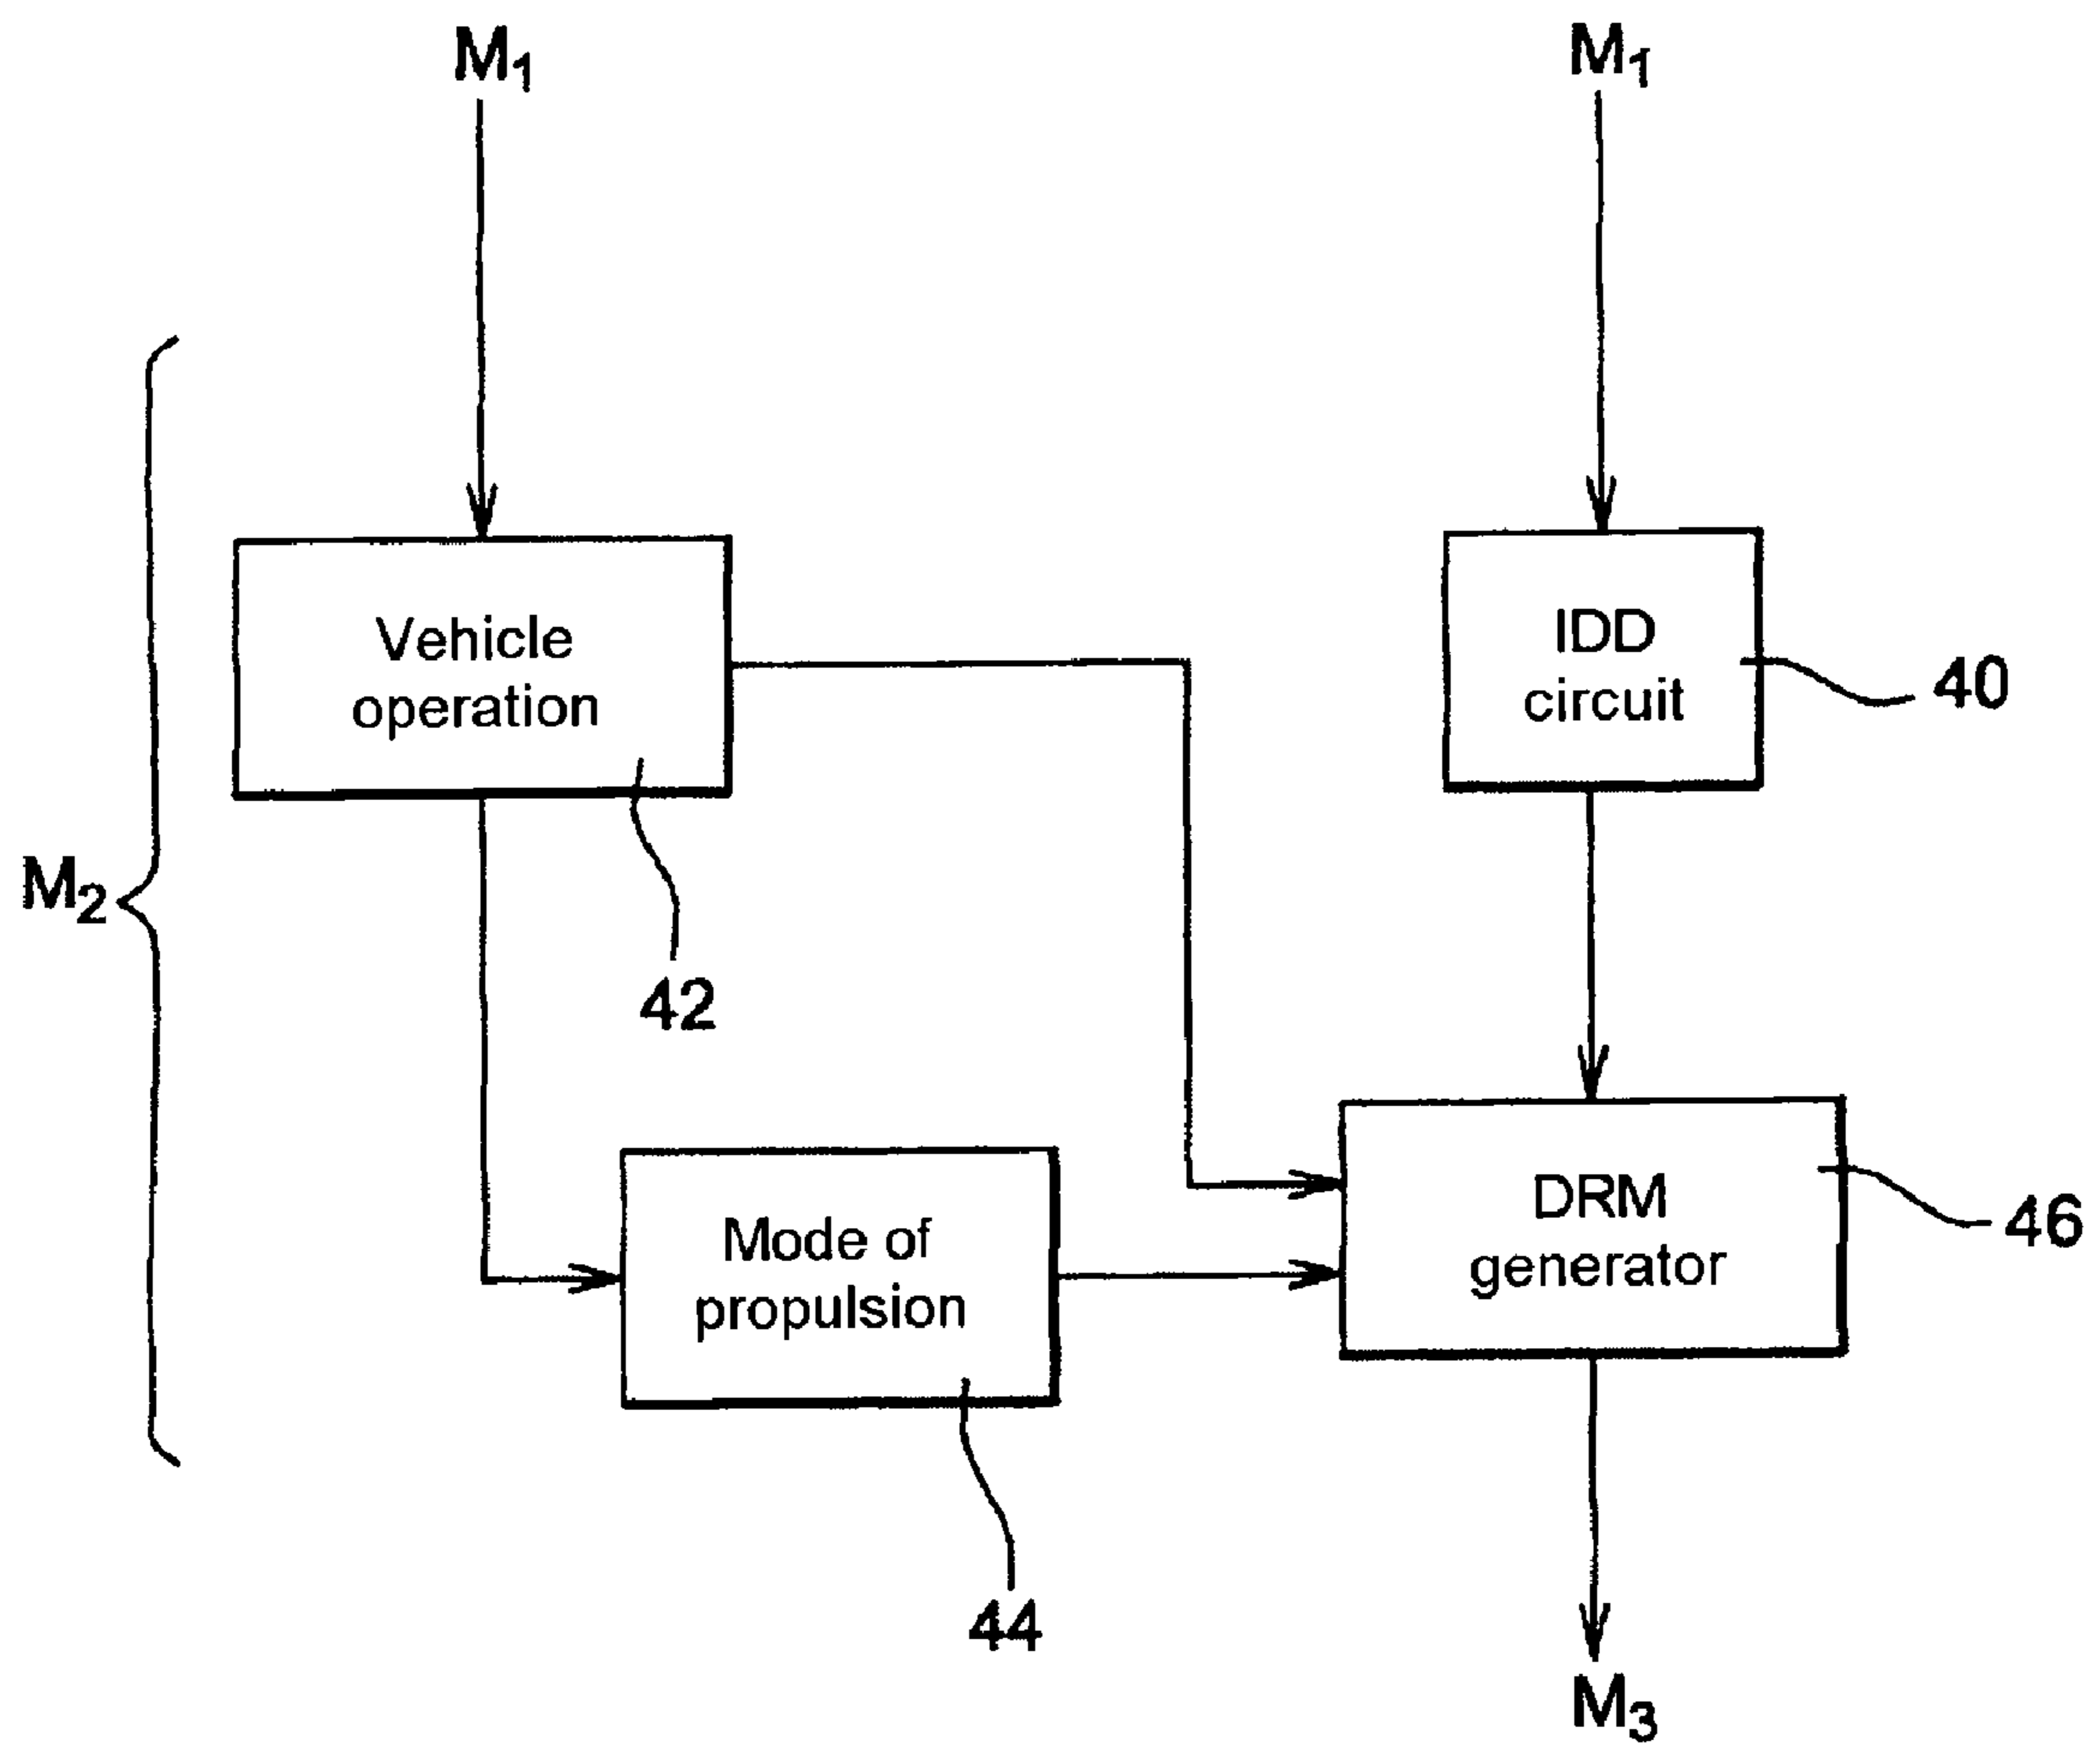 M1
M1
Vehicle
operation
IDD
circuit
40
M2
42
DRM
generator
46
Mode of
propulsion
44
M3